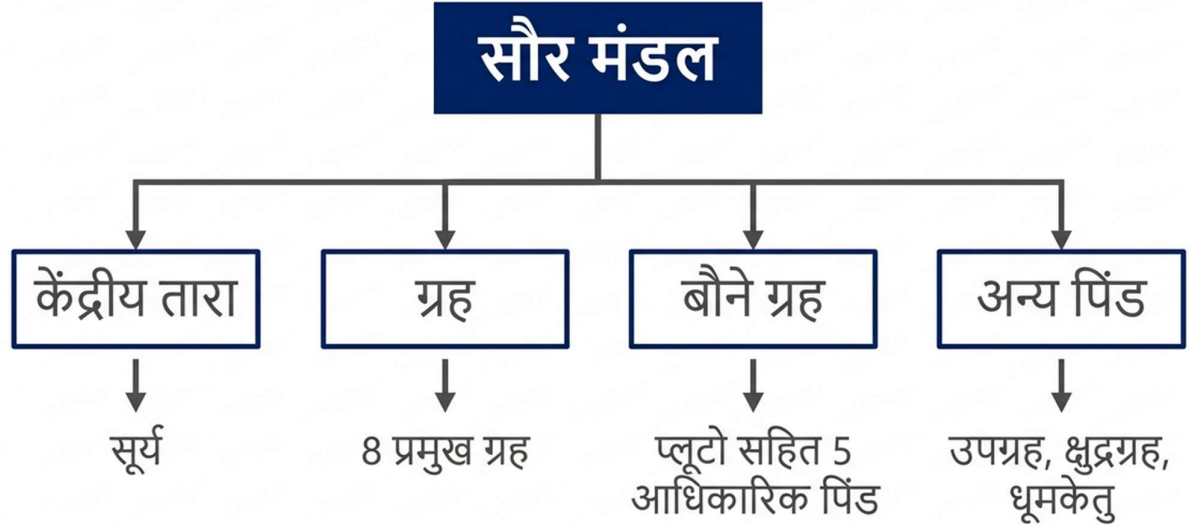 सौर मंडल
केंद्रीय तारा
ग्रह
बौने ग्रह
अन्य पिंड
सूर्य
8 प्रमुख ग्रह
प्लूटो सहित 5
आधिकारिक पिंड
उपग्रह, क्षुद्रग्रह,
धूमकेतु